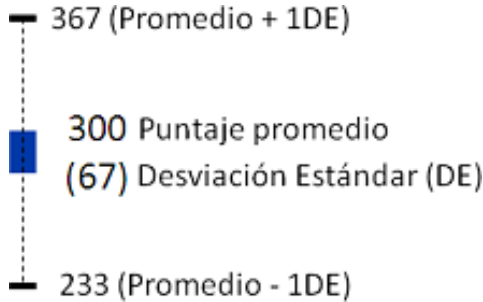 367 (Promedio + 1DE)
300 Puntaje promedio
(67) Desviación Estándar (DE)
233 (Promedio - 1DE)